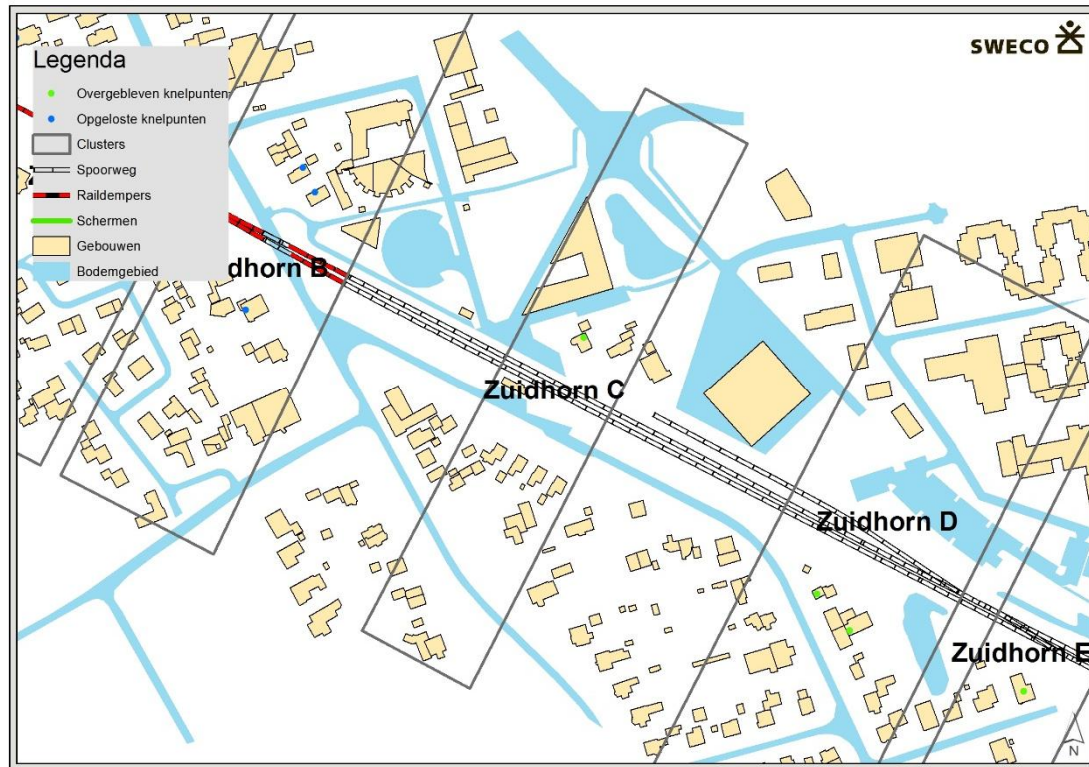 SWECO
Legenda
Overgebleven knelpunten
Opgeloste knelpunten
Clusters
Spoorweg
Raildempers
Schermen
Gebouwen
Bodemgebied
dhorn B
Zuidhorn C
Zuidhorn D
Zuidhorn E
N